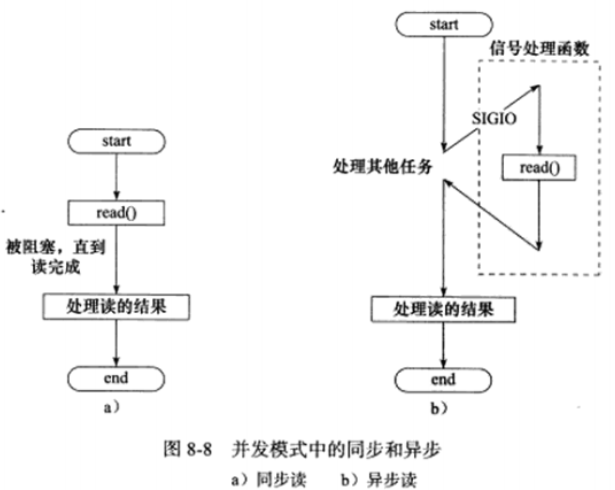 start
read()
被阻塞，直到
读完成
处理读的结果
end
a）
start
信号处理函数
SIGIO
处理其他任务
read()
处理读的结果
end
b）
图 8-8 并发模式中的同步和异步
a）同步读 b）异步读